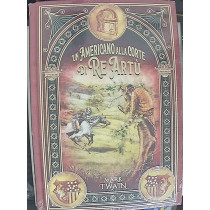 UN AMERICANO ALLA CORTE
DI RE ARTÙ
MARK
TWAIN